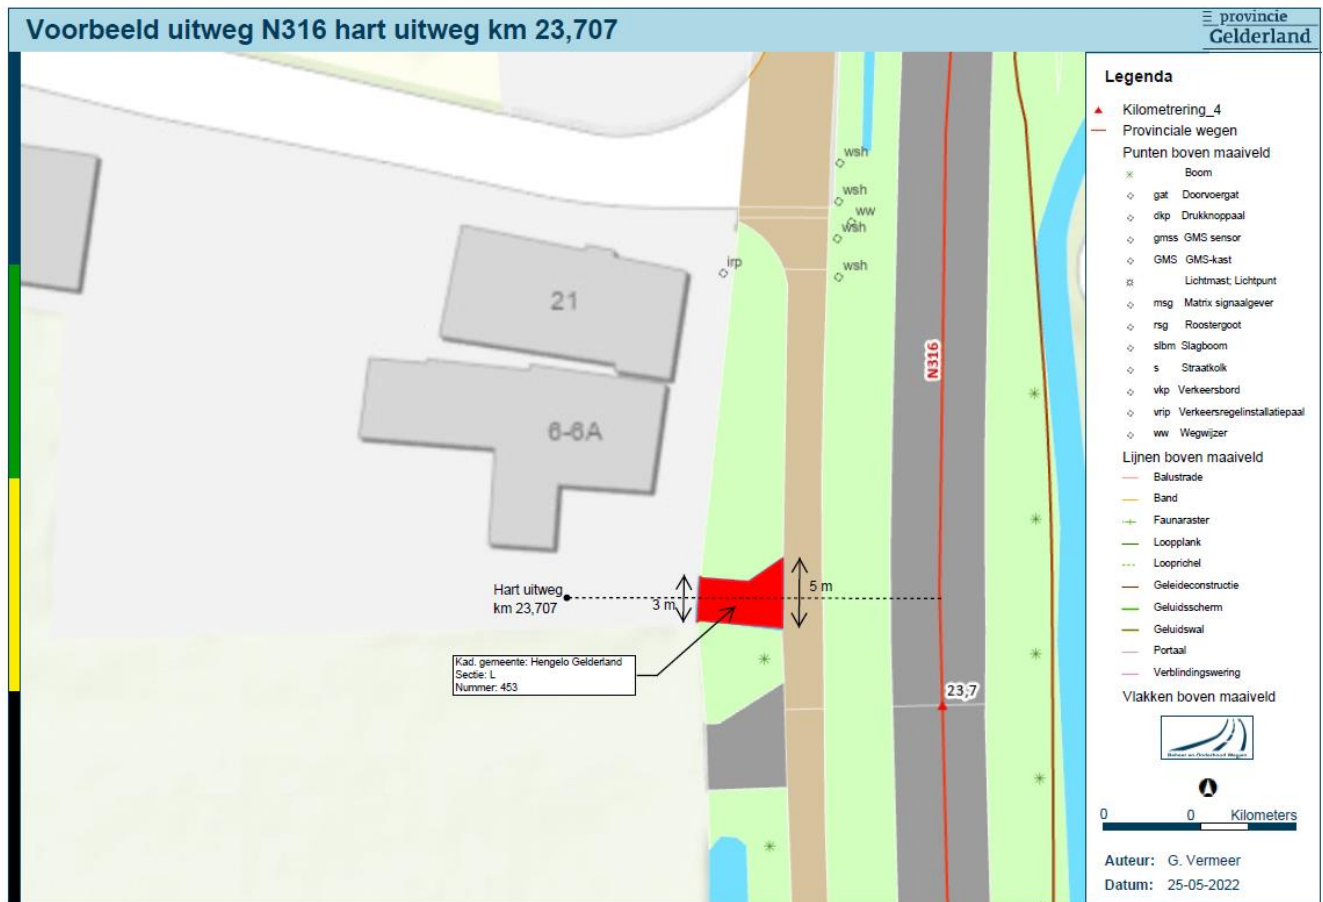 Voorbeeld uitweg N316 hart uitweg km 23,707
provincie
Gelderland
wsh
wsh
ww
wsh
irp
wsh
21
N316
6-6A
Hart uitweg
km 23,707
3 m
5 m
Kad. gemeente: Hengelo Gelderland
Sectie: L
Nummer: 453
23,7
Legenda
Kilometrering_4
Provinciale wegen
Punten boven maaiveld
Boom
gat Doorvoergat
dkp Drukknoppaal
gmss GMS sensor
GMS GMS-kast
Lichtmast; Lichtpunt
msg Matrix signaalgever
rsg Roostergoot
slbm Slagboom
s Straatkolk
vkp Verkeersbord
vrip Verkeersregelinstallatiepaal
ww Wegwijzer
Lijnen boven maaiveld
Balustrade
Band
Faunaraster
Loopplank
Looprichel
Geleideconstructie
Geluidsscherm
Geluidswal
Portaal
Verblindingswering
Vlakken boven maaiveld
Beheer en Onderhoud Wegen
0 0 Kilometers
Auteur: G. Vermeer
Datum: 25-05-2022